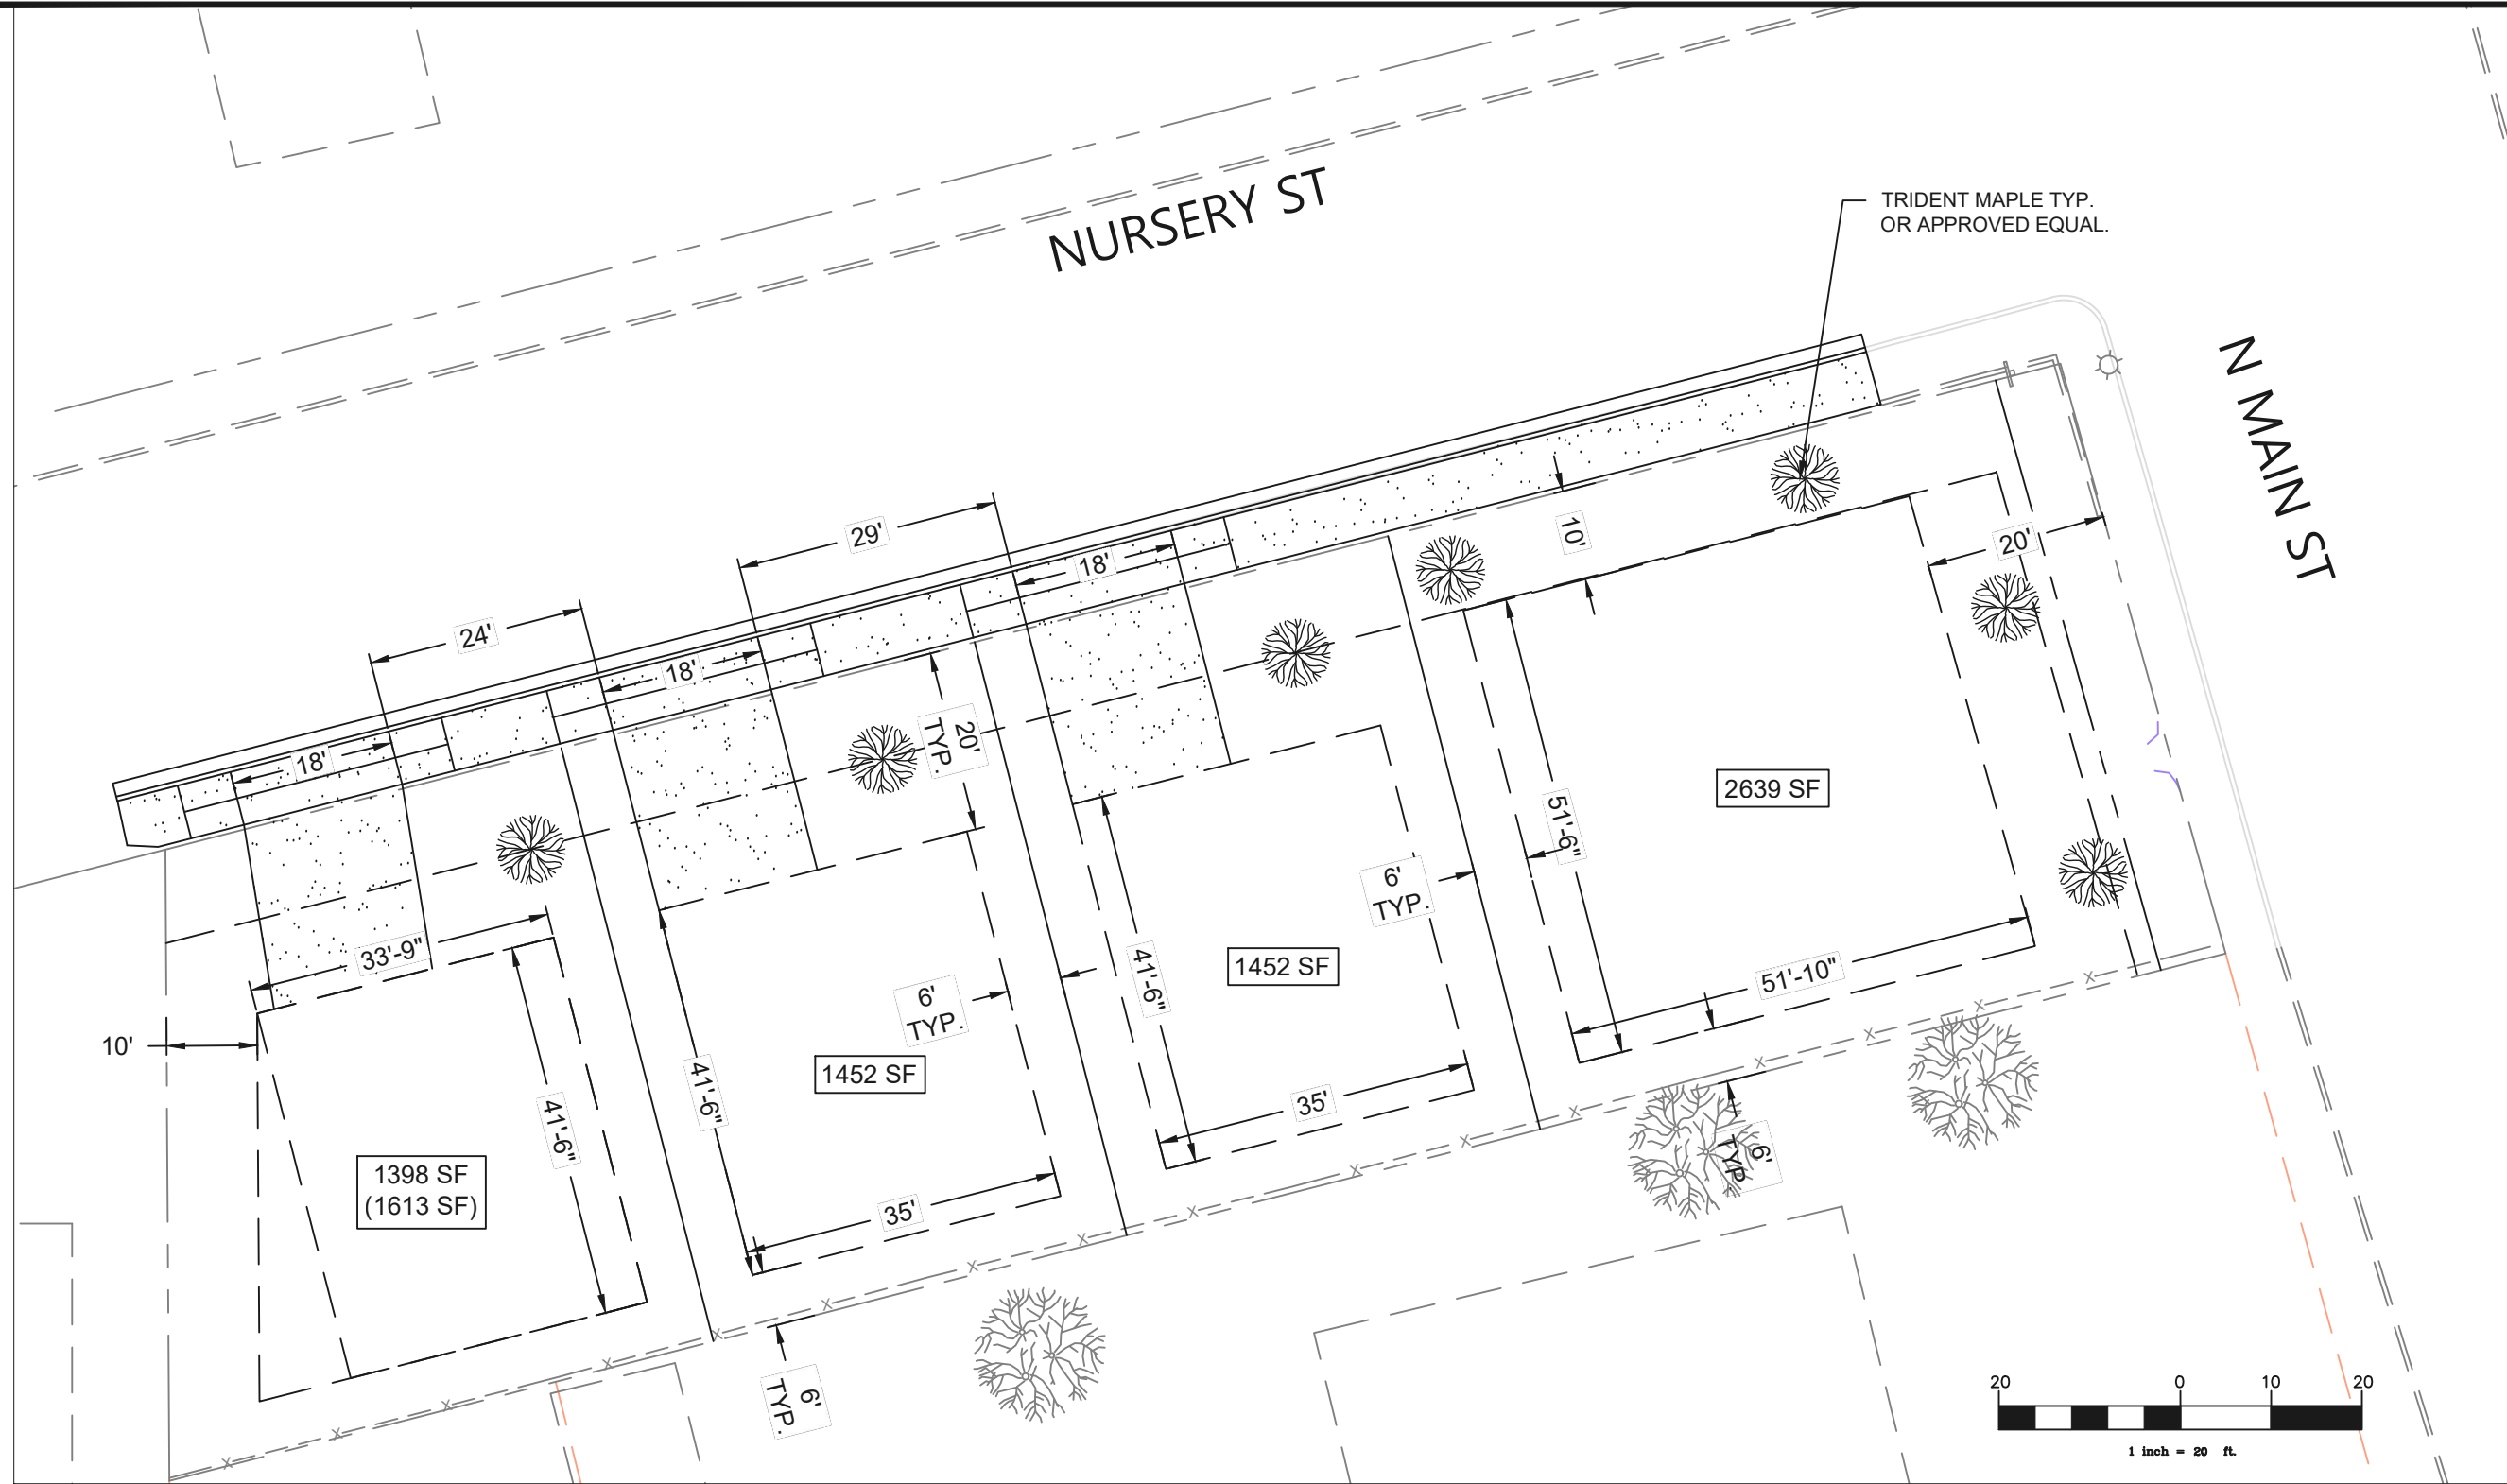 NURSERY ST
TRIDENT MAPLE TYP.
OR APPROVED EQUAL.
N MAIN ST
29'
18'
10'
20'
24'
18'
20'
TYP.
18'
2639 SF
51'-6"
6'
TYP.
33'-9"
41'-6"
1452 SF
51'-10"
6'
TYP.
10'
1452 SF
41'-6"
41'-6"
35'
6'
TYP.
1398 SF
(1613 SF)
35'
6'
TYP.
20 0 10 20
1 inch = 20 ft.